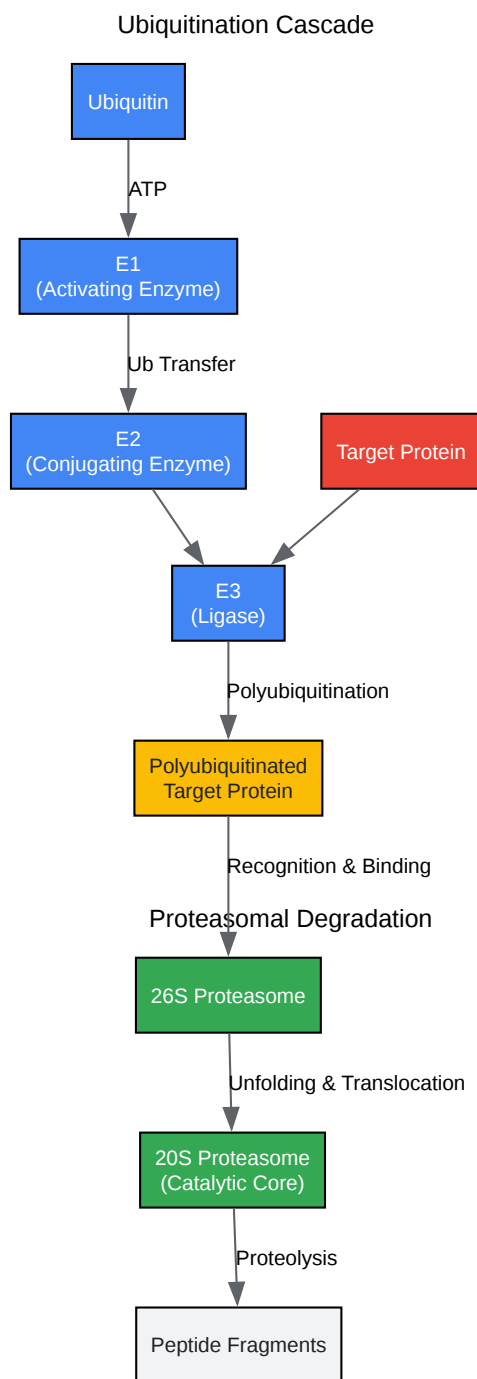 Ubiquitination Cascade
Ubiquitin
ATP
E1
(Activating Enzyme)
Ub Transfer
E2
(Conjugating Enzyme)
Target Protein
E3
(Ligase)
Polyubiquitination
Polyubiquitinated
Target Protein
Recognition & Binding
Proteasomal Degradation
26S Proteasome
Unfolding & Translocation
20S Proteasome
(Catalytic Core)
Proteolysis
Peptide Fragments